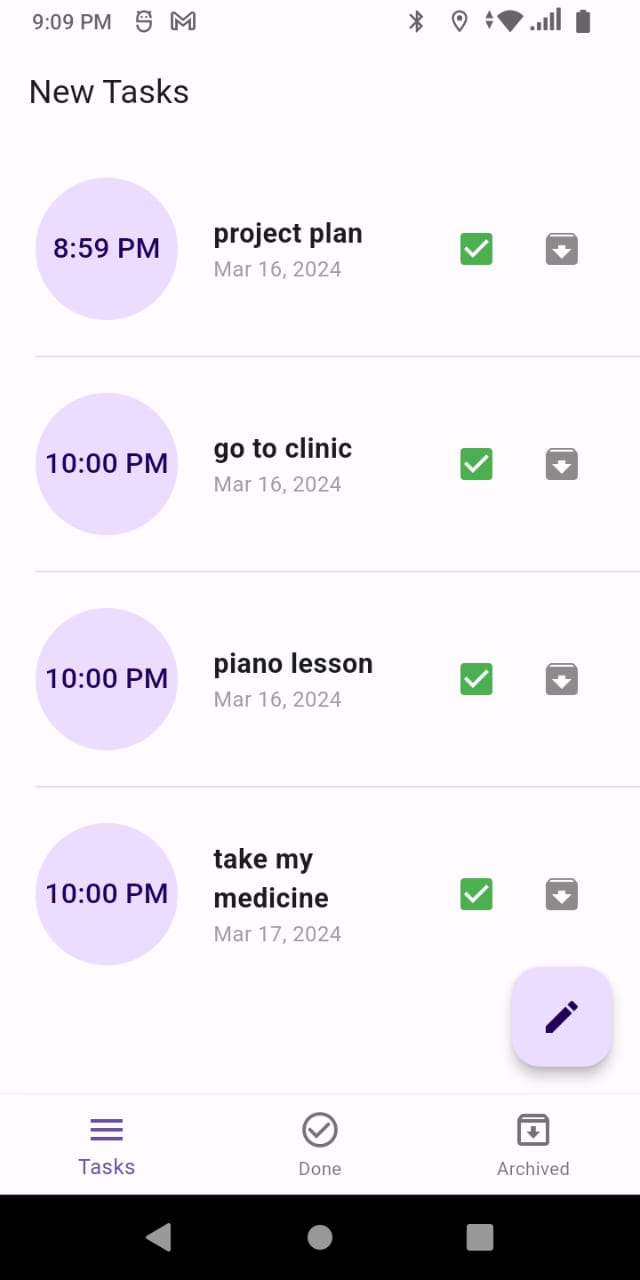 9:09 PM
New Tasks
8:59 PM
project plan
Mar 16, 2024
10:00 PM
go to clinic
Mar 16, 2024
10:00 PM
piano lesson
Mar 16, 2024
10:00 PM
take my
medicine
Mar 17, 2024
Tasks
Done
Archived